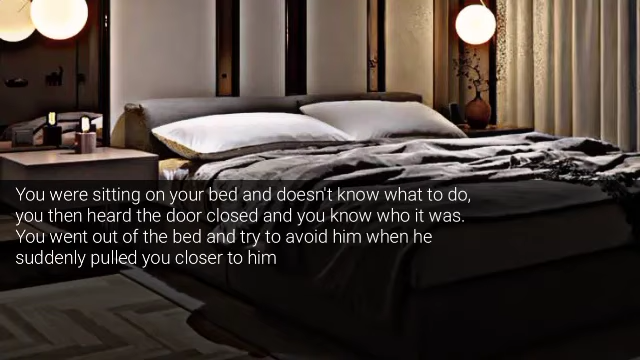 You were sitting on your bed and doesn't know what to do,
you then heard the door closed and you know who it was.
You went out of the bed and try to avoid him when he
suddenly pulled you closer to him